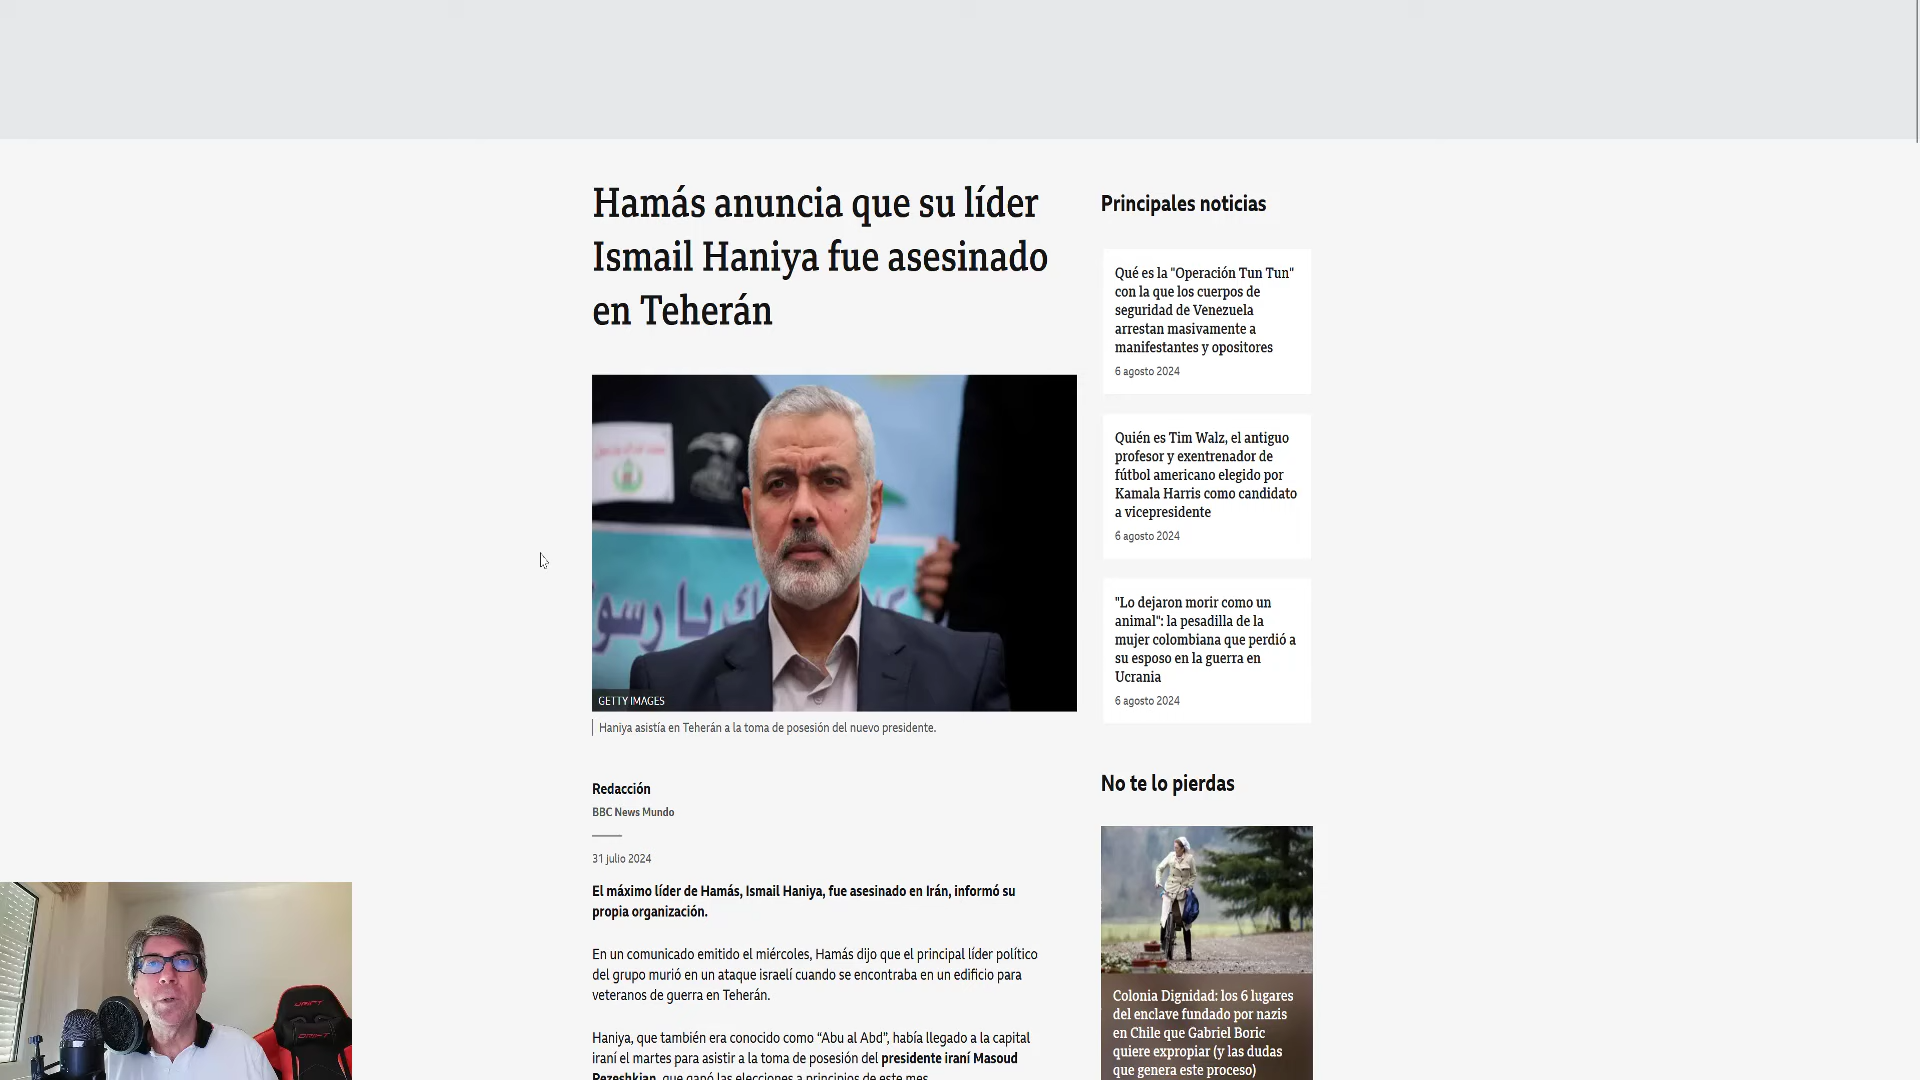 Hamás anuncia que su líder
Ismail Haniya fue asesinado
en Teherán
GETTY IMAGES
Haniya asistía en Teherán a la toma de posesión del nuevo presidente.
Redacción
BBC News Mundo
31 julio 2024
El máximo líder de Hamás, Ismail Haniya, fue asesinado en Irán, informó su
propia organización.
En un comunicado emitido el miércoles, Hamás dijo que el principal líder político
del grupo murió en un ataque israelí cuando se encontraba en un edificio para
veteranos de guerra en Teherán.
Haniya, que también era conocido como “Abu al Abd”, había llegado a la capital
iraní el martes para asistir a la toma de posesión del presidente iraní Masoud
Pezeshkian, que ganó las elecciones a principios de este mes.
Principales noticias
Qué es la "Operación Tun Tun"
con la que los cuerpos de
seguridad de Venezuela
arrestan masivamente a
manifestantes y opositores
6 agosto 2024
Quién es Tim Walz, el antiguo
profesor y exentrenador de
fútbol americano elegido por
Kamala Harris como candidato
a vicepresidente
6 agosto 2024
"Lo dejaron morir como un
animal": la pesadilla de la
mujer colombiana que perdió a
su esposo en la guerra en
Ucrania
6 agosto 2024
No te lo pierdas
Colonia Dignidad: los 6 lugares
del enclave fundado por nazis
en Chile que Gabriel Boric
quiere expropiar (y las dudas
que genera este proceso)
DRIFT
DRIFT